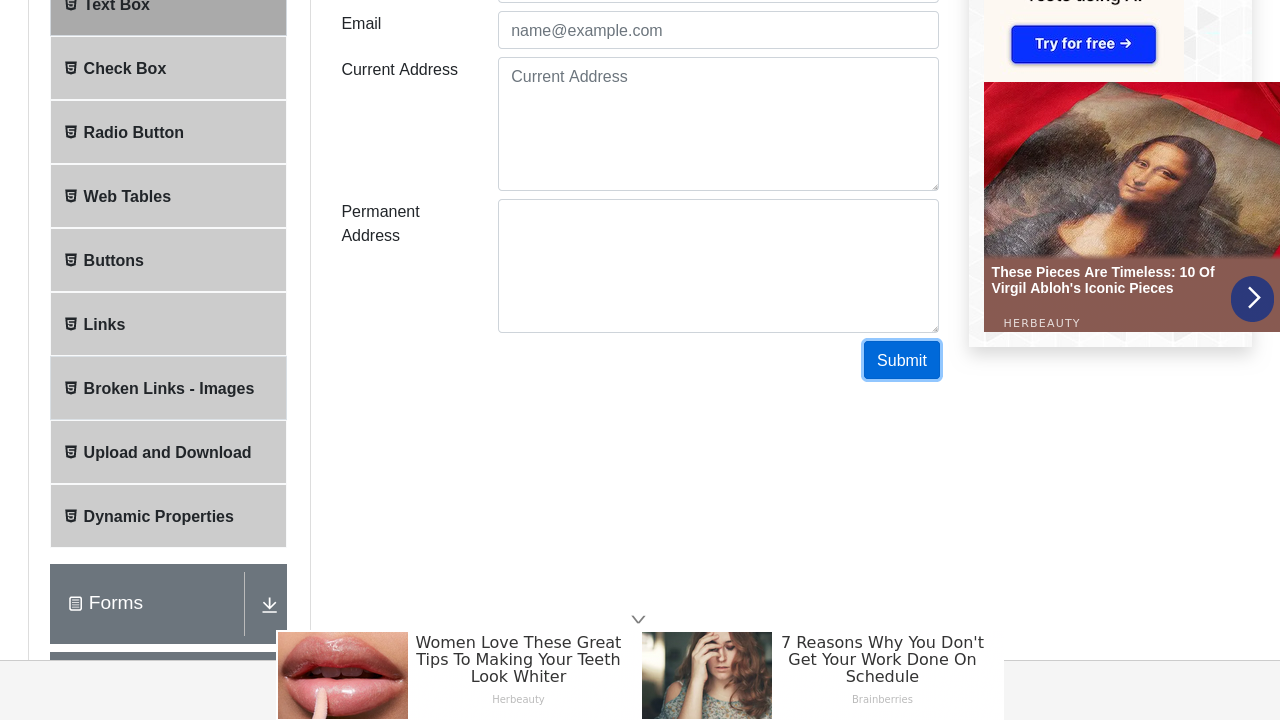 Text Box
Check Box
Radio Button
Web Tables
Buttons
Links
Broken Links - Images
Upload and Download
Dynamic Properties
Forms
Email
name@example.com
Current Address
Current Address
Permanent
Address
Submit
Try for free →
These Pieces Are Timeless: 10 Of
Virgil Abloh's Iconic Pieces
HERBEAUTY
Women Love These Great
Tips To Making Your Teeth
Look Whiter
Herbeauty
7 Reasons Why You Don't
Get Your Work Done On
Schedule
Brainberries